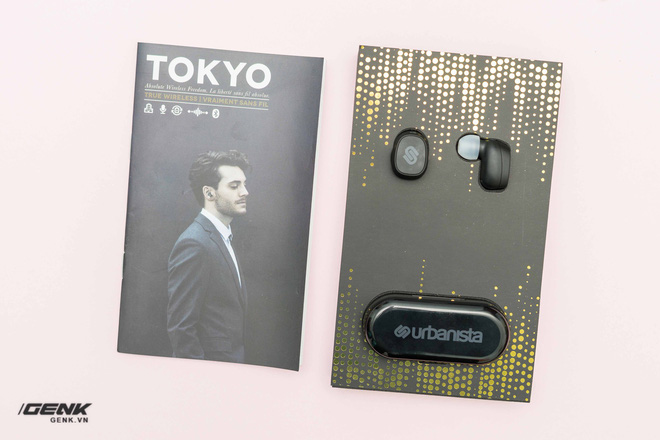 TOKYO
Absolute Wireless Freedom. La liberté sans fil absolue.
TRUE WIRELESS | VRAIMENT SANS FIL
urbanista
GENK
GENK.VN